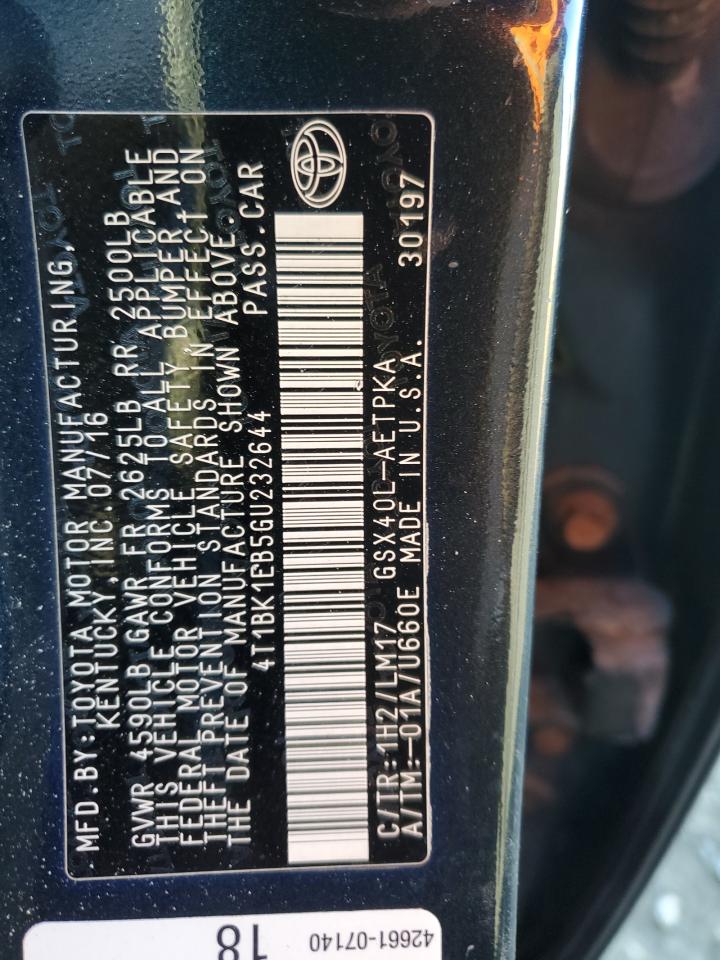 MFD. BY: TOYOTA MOTOR MANUFACTURING,
KENTUCKY, INC. 07/16
GVWR 4590LB GAWR FR 2625LB RR 2500LB
THIS VEHICLE CONFORMS TO ALL APPLICABLE
FEDERAL MOTOR VEHICLE SAFETY, BUMPER, AND
THEFT PREVENTION STANDARDS IN EFFECT ON
THE DATE OF MANUFACTURE SHOWN ABOVE.
4T1BK1EB5GU232644 PASS.CAR
C/TR: 1H2/LM17 GSX40L-AETPKA
A/TM:-01A/U660E MADE IN U.S.A. 30197
18
42661-07140